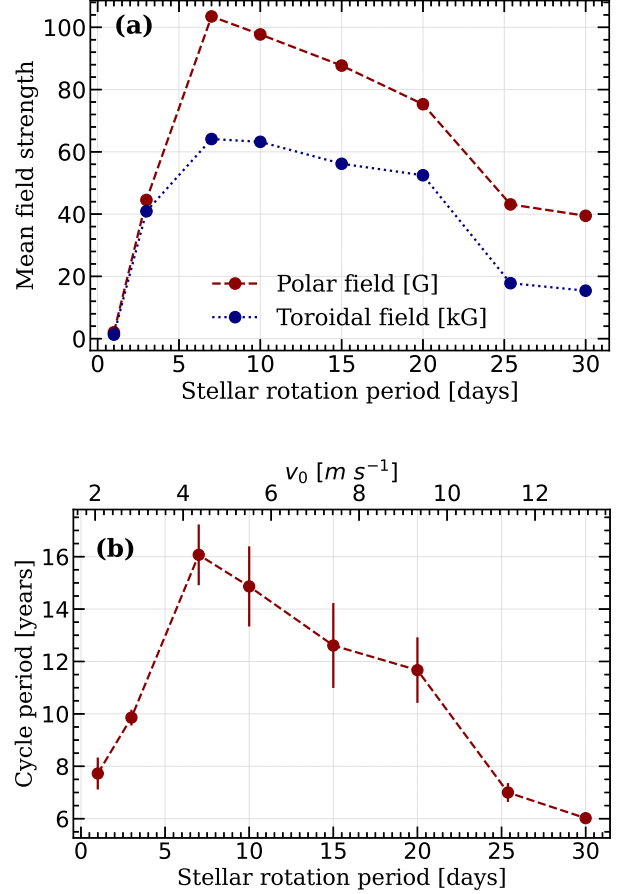 (a)
100
80
60
40
20
0
Mean field strength
Polar field [G]
Toroidal field [kG]
0 5 10 15 20 25 30
Stellar rotation period [days]
v₀ [m s⁻¹]
2 4 6 8 10 12
(b)
16
14
12
10
8
6
Cycle period [years]
0 5 10 15 20 25 30
Stellar rotation period [days]